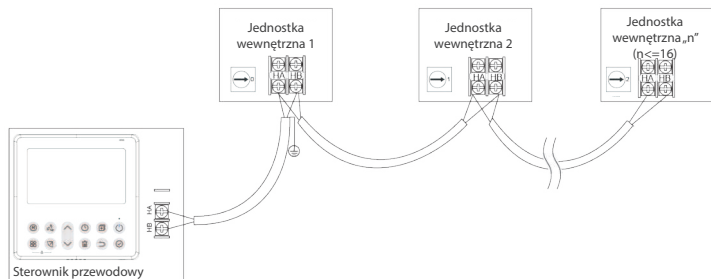 Jednostka
wewnętrzna 1
0
HA HB
Jednostka
wewnętrzna 2
1
HA HB
Jednostka
wewnętrzna „n”
(n<=16)
2
HA HB
HA
HB
Sterownik przewodowy